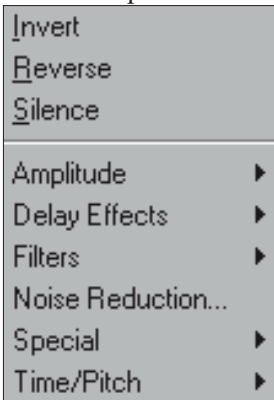 Invert
Reverse
Silence
Amplitude
Delay Effects
Filters
Noise Reduction...
Special
Time/Pitch